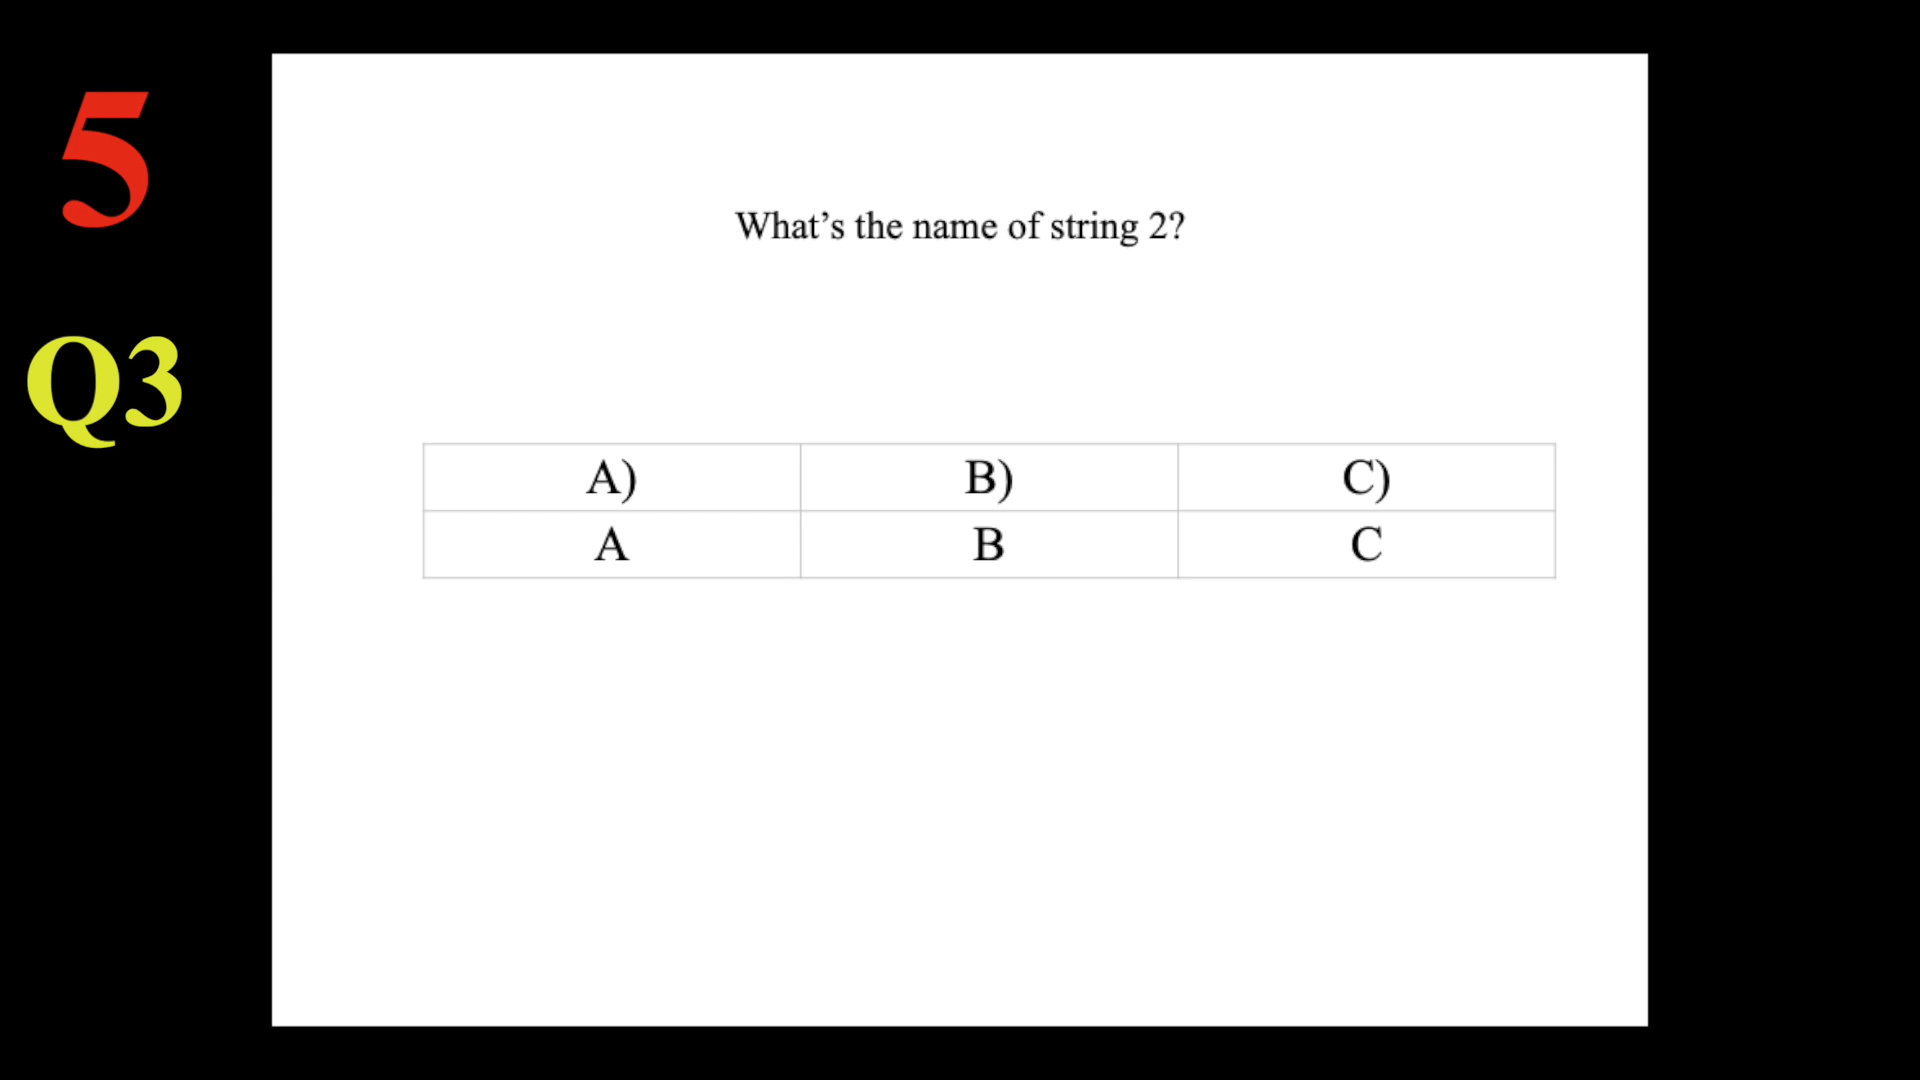 5
Q3
What’s the name of string 2?
A) B) C)
A B C